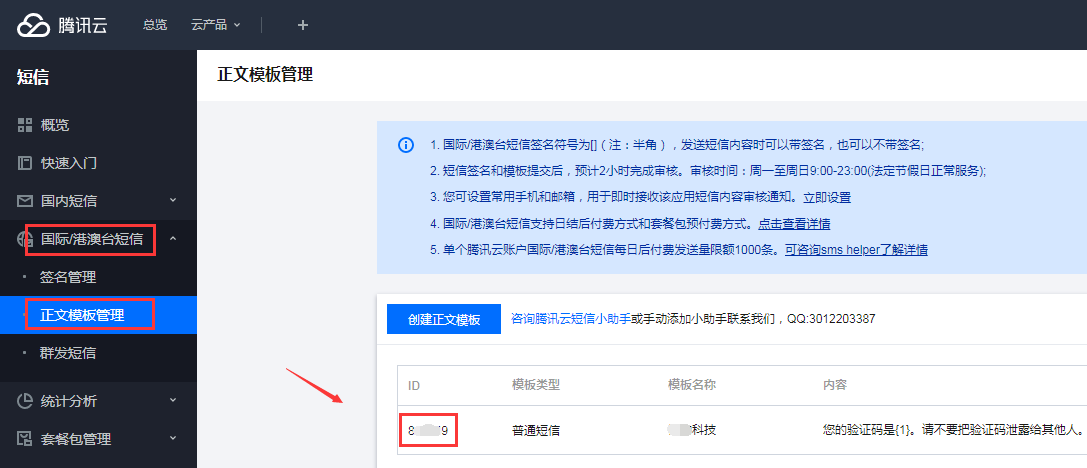 腾讯云 总览 云产品
短信
概览
快速入门
国内短信
国际/港澳台短信
签名管理
正文模板管理
群发短信
统计分析
套餐包管理
正文模板管理
1. 国际/港澳台短信签名符号为[]（注：半角），发送短信内容时可以带签名,也可以不带签名;
2. 短信签名和模板提交后，预计2小时完成审核。审核时间：周一至周日9:00-23:00(法定节假日正常服务);
3. 您可设置常用手机和邮箱，用于即时接收该应用短信内容审核通知。立即设置
4. 国际/港澳台短信支持日结后付费方式和套餐包预付费方式。点击查看详情
5. 单个腾讯云账户国际/港澳台短信每日后付费发送量限额1000条。可咨询sms helper了解详情
创建正文模板 咨询腾讯云短信小助手或手动添加小助手联系我们，QQ:3012203387
ID 模板类型 模板名称 内容
普通短信 科技 您的验证码是{1}。请不要把验证码泄露给其他人。